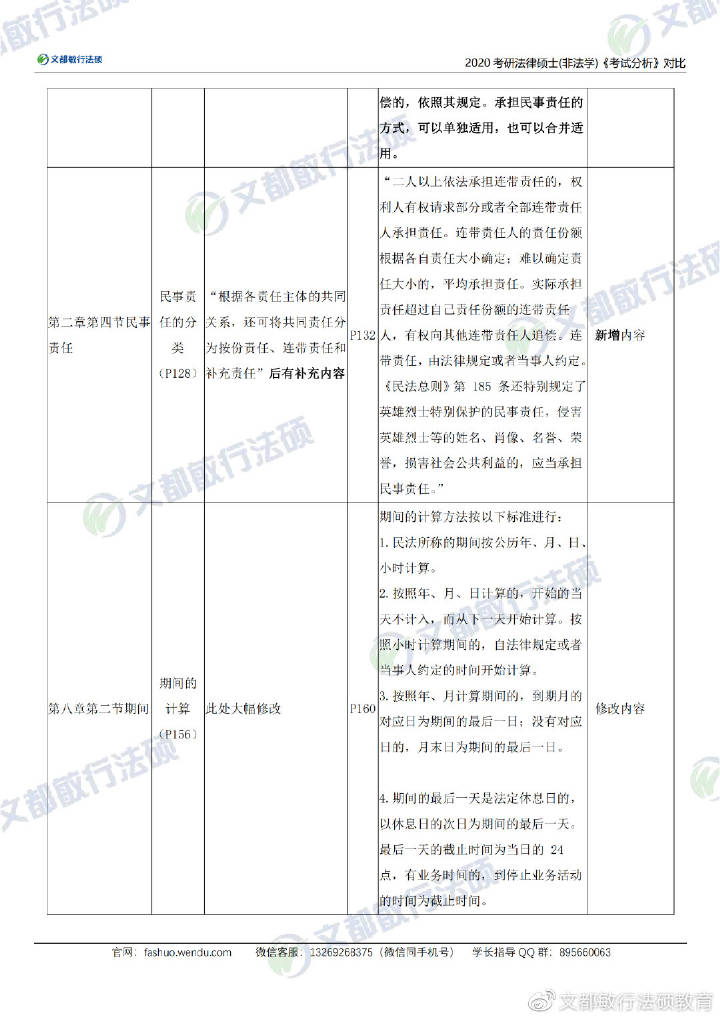 文都敏行法硕
2020 考研法律硕士(非法学)《考试分析》对比
偿的，依照其规定。承担民事责任的
方式，可以单独适用，也可以合并适
用。
第二章第四节民事
责任
民事责
任的分
类
（P128）
“根据各责任主体的共同
关系，还可将共同责任分
为按份责任、连带责任和
补充责任”后有补充内容
P132
“二人以上依法承担连带责任的，权
利人有权请求部分或者全部连带责任
人承担责任。连带责任人的责任份额
根据各自责任大小确定；难以确定责
任大小的，平均承担责任。实际承担
责任超过自己责任份额的连带责任
人，有权向其他连带责任人追偿。连
带责任，由法律规定或者当事人约定。
《民法总则》第 185 条还特别规定了
英雄烈士特别保护的民事责任，侵害
英雄烈士等的姓名、肖像、名誉、荣
誉，损害社会公共利益的，应当承担
民事责任。”
新增内容
第八章第二节期间
期间的
计算
（P156）
此处大幅修改
P160
期间的计算方法按以下标准进行：
1.民法所称的期间按公历年、月、日、
小时计算。
2.按照年、月、日计算的，开始的当
天不计入，而从下一天开始计算。按
照小时计算期间的，自法律规定或者
当事人约定的时间开始计算。
3.按照年、月计算期间的，到期月的
对应日为期间的最后一日；没有对应
日的，月末日为期间的最后一日。
4.期间的最后一天是法定休息日的，
以休息日的次日为期间的最后一天。
最后一天的截止时间为当日的 24
点，有业务时间的，到停止业务活动
的时间为截止时间。
修改内容
官网：fashuo.wendu.com 微信客服：13269268375（微信同手机号） 学长指导 QQ 群：895660063
@文都敏行法硕教育